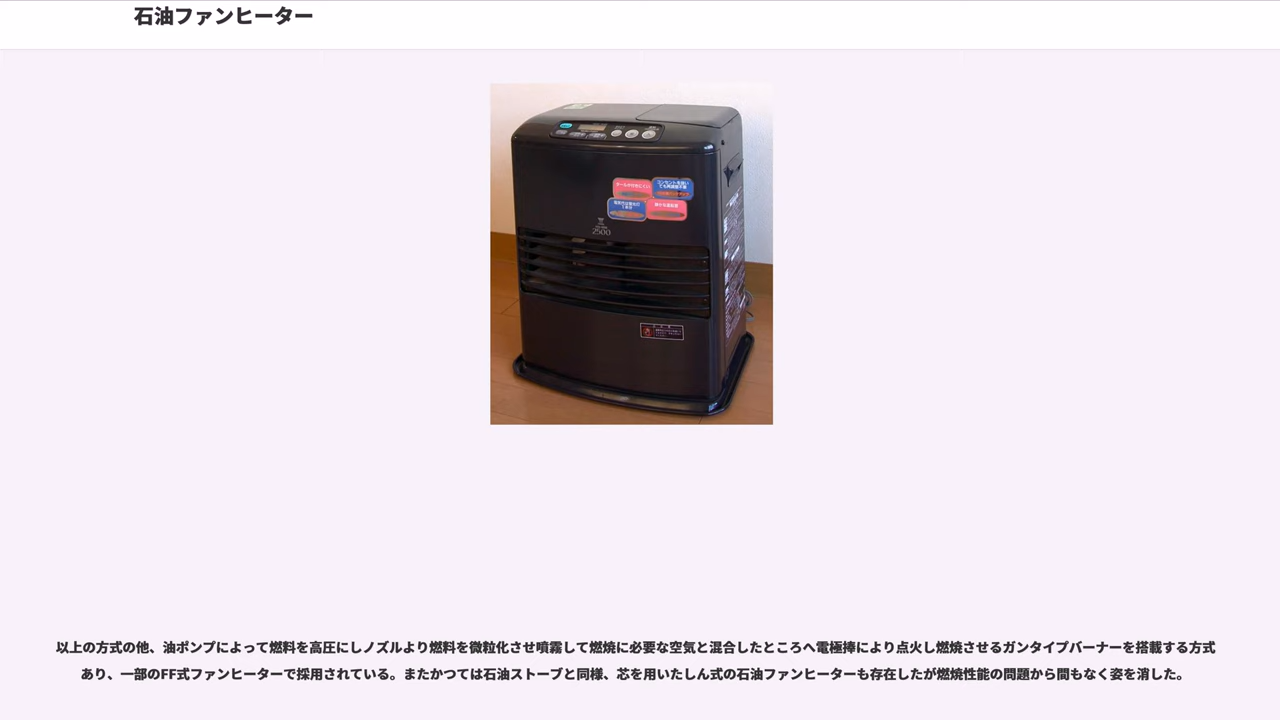 石油ファンヒーター
2500
以上の方式の他、油ポンプによって燃料を高圧にしノズルより燃料を微粒化させ噴霧して燃焼に必要な空気と混合したところへ電極捧により点火し燃焼させるガンタイプバーナーを搭載する方式
あり、一部のFF式ファンヒーターで採用されている。またかつては石油ストーブと同様、芯を用いたしん式の石油ファンヒーターも存在したが燃焼性能の問題から間もなく姿を消した。